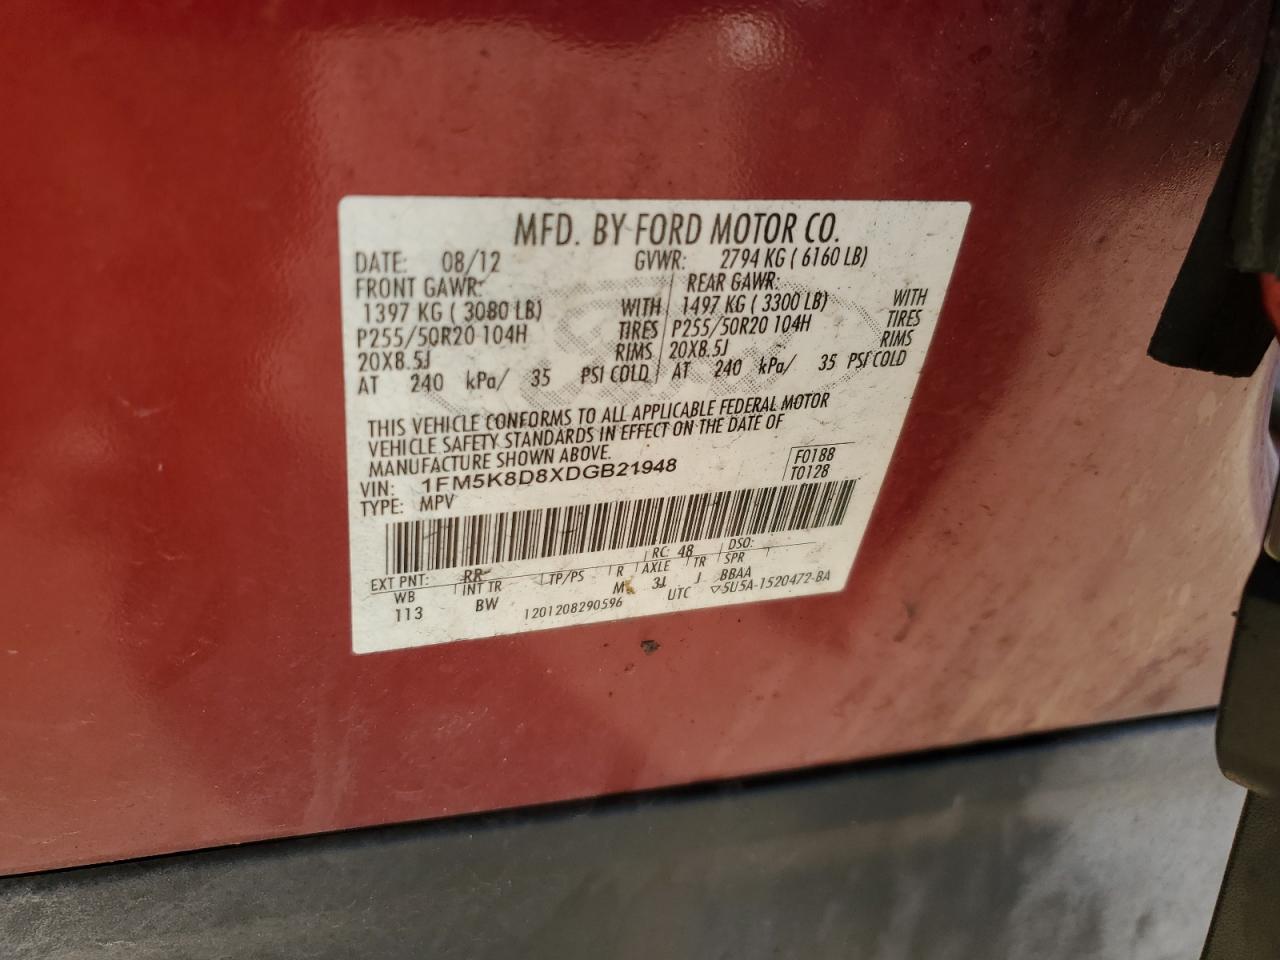 MFD. BY FORD MOTOR CO.
DATE: 08/12 GVWR: 2794 KG ( 6160 LB)
FRONT GAWR: REAR GAWR:
1397 KG ( 3080 LB) WITH 1497 KG ( 3300 LB) WITH
P255/50R20 104H TIRES P255/50R20 104H TIRES
20X8.5J RIMS 20X8.5J RIMS
AT 240 kPa/ 35 PSI COLD AT 240 kPa/ 35 PSI COLD
THIS VEHICLE CONFORMS TO ALL APPLICABLE FEDERAL MOTOR
VEHICLE SAFETY STANDARDS IN EFFECT ON THE DATE OF
MANUFACTURE SHOWN ABOVE.
VIN: 1FM5K8D8XDGB21948 F0188
TYPE: MPV T0128
RC: 48 DSO:
EXT PNT: RR
WB INT TR TP/PS R AXLE TR SPR
113 BW M 3J J BBAA
1201208290596 UTC ▽5U5A-1520472-BA